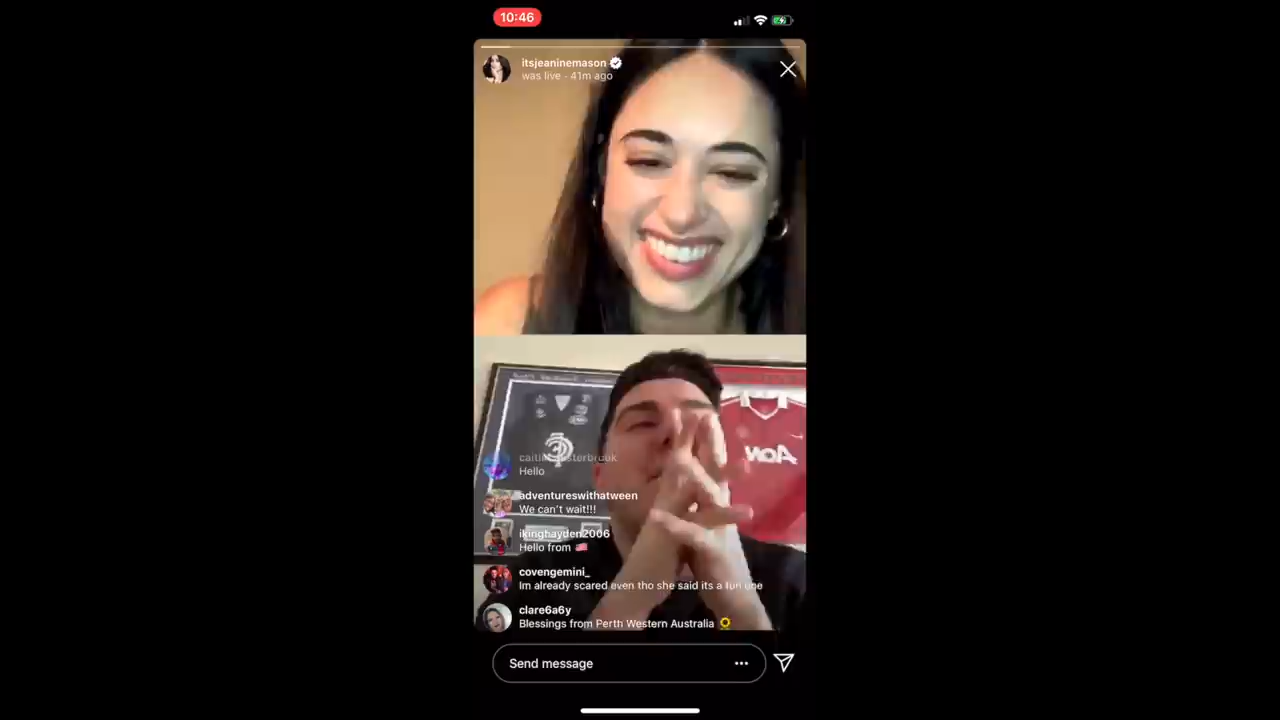 10:46
itsjeaninemason
was live · 41m ago
Hello
adventureswithatween
We can't wait!!!
ikinghayden2006
Hello from 🇺🇸
covengemini_
Im already scared even tho she said its a fun one
clare6a6y
Blessings from Perth Western Australia 🌻
Send message